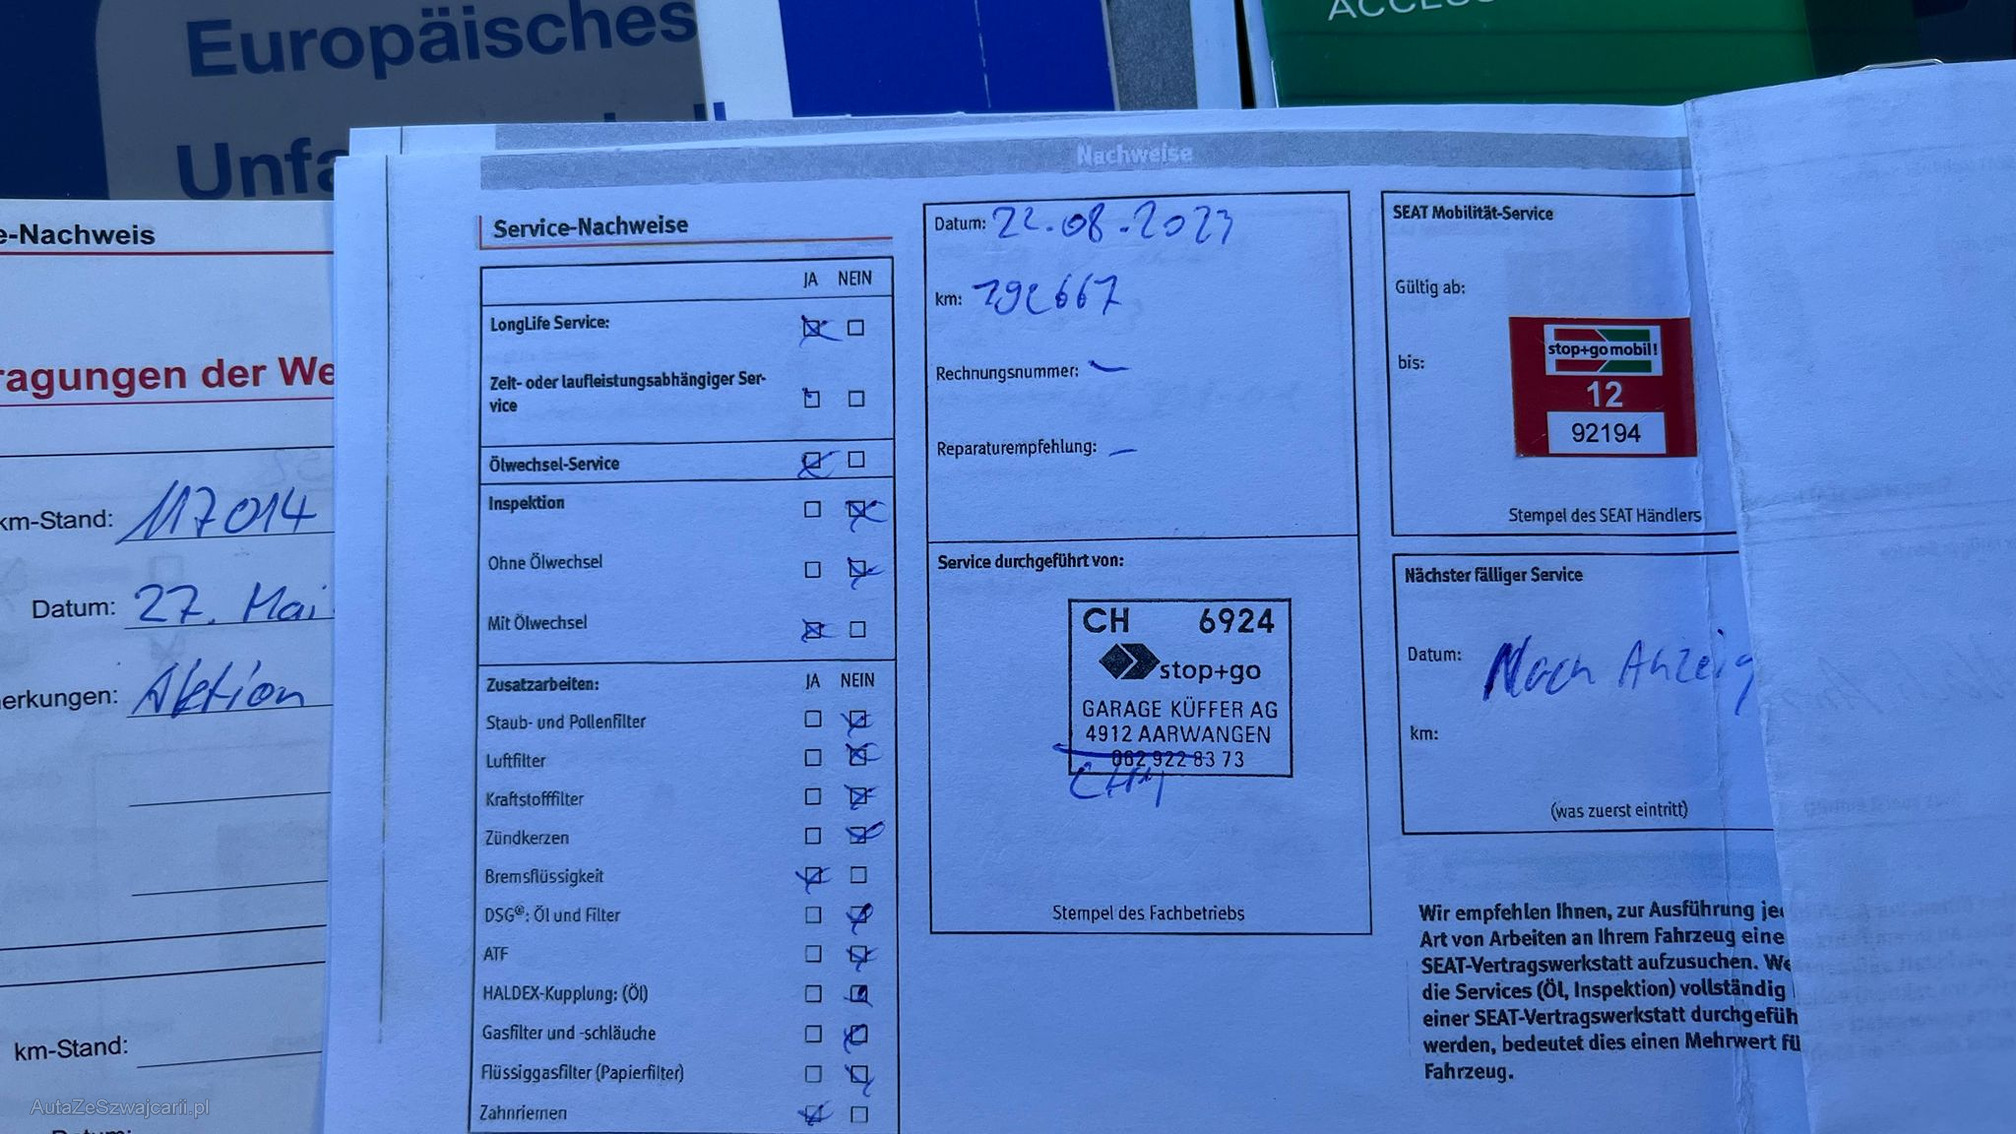 ACCESS
Europäisches
e-Nachweis
ragungen der We
km-Stand: 117014
Datum: 27. Mai
merkungen: Aktion
km-Stand:
Nachweise
Service-Nachweise
JA NEIN
LongLife Service:
Zeit- oder laufleistungsabhängiger Ser-
vice
Ölwechsel-Service
Inspektion
Ohne Ölwechsel
Mit Ölwechsel
Zusatzarbeiten: JA NEIN
Staub- und Pollenfilter
Luftfilter
Kraftstofffilter
Zündkerzen
Bremsflüssigkeit
DSG®: Öl und Filter
ATF
HALDEX-Kupplung: (Öl)
Gasfilter und -schläuche
Flüssiggasfilter (Papierfilter)
Zahnriemen
Datum: 22.08.2023
km: 192667
Rechnungsnummer: –
Reparaturempfehlung: –
Service durchgeführt von:
CH 6924
stop+go
GARAGE KÜFFER AG
4912 AARWANGEN
062 922 83 73
Stempel des Fachbetriebs
SEAT Mobilität-Service
Gültig ab:
bis:
stop+go mobil!
12
92194
Stempel des SEAT Händlers
Nächster fälliger Service
Datum: Nach Anzeig
km:
(was zuerst eintritt)
Wir empfehlen Ihnen, zur Ausführung je
Art von Arbeiten an Ihrem Fahrzeug eine
SEAT-Vertragswerkstatt aufzusuchen. We
die Services (Öl, Inspektion) vollständig
einer SEAT-Vertragswerkstatt durchgefüh
werden, bedeutet dies einen Mehrwert fü
Fahrzeug.
AutaZeSzwajcarii.pl